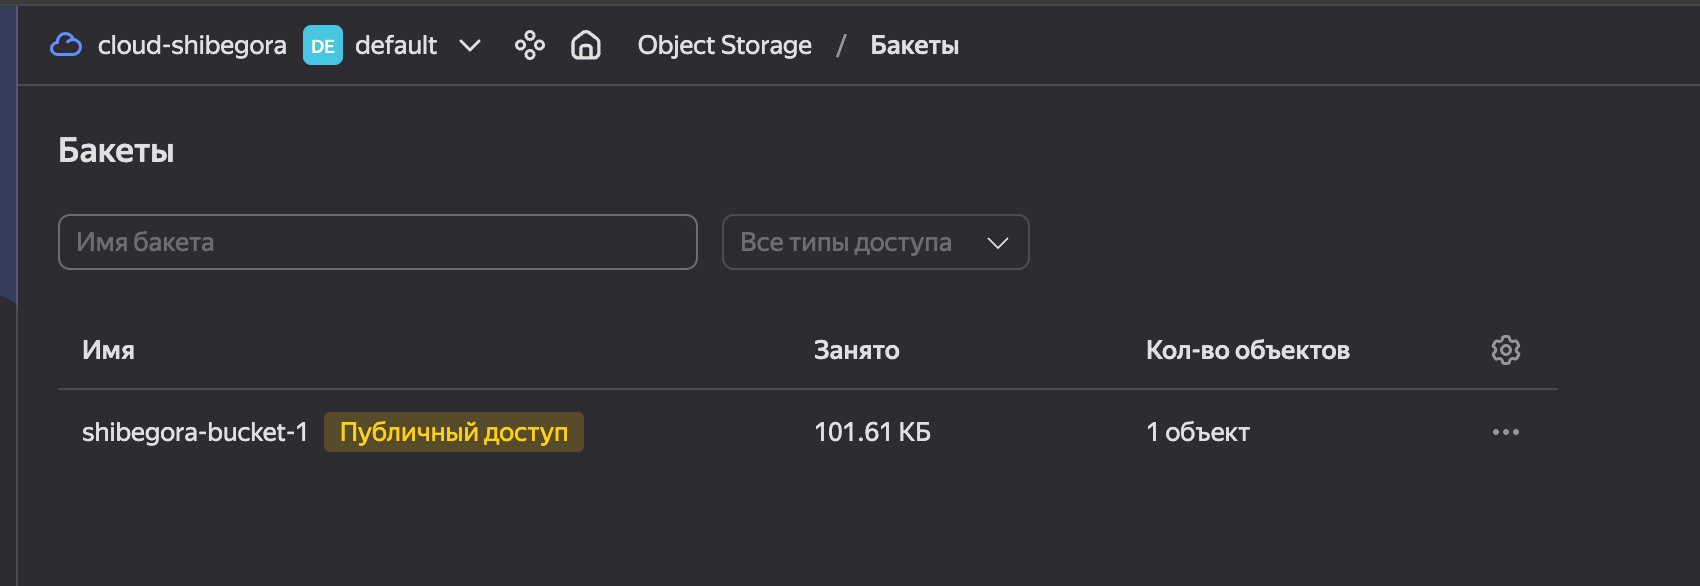 cloud-shibegora DE default Object Storage / Бакеты
Бакеты
Имя бакета Все типы доступа
Имя Занято Кол-во объектов
shibegora-bucket-1 Публичный доступ 101.61 КБ 1 объект